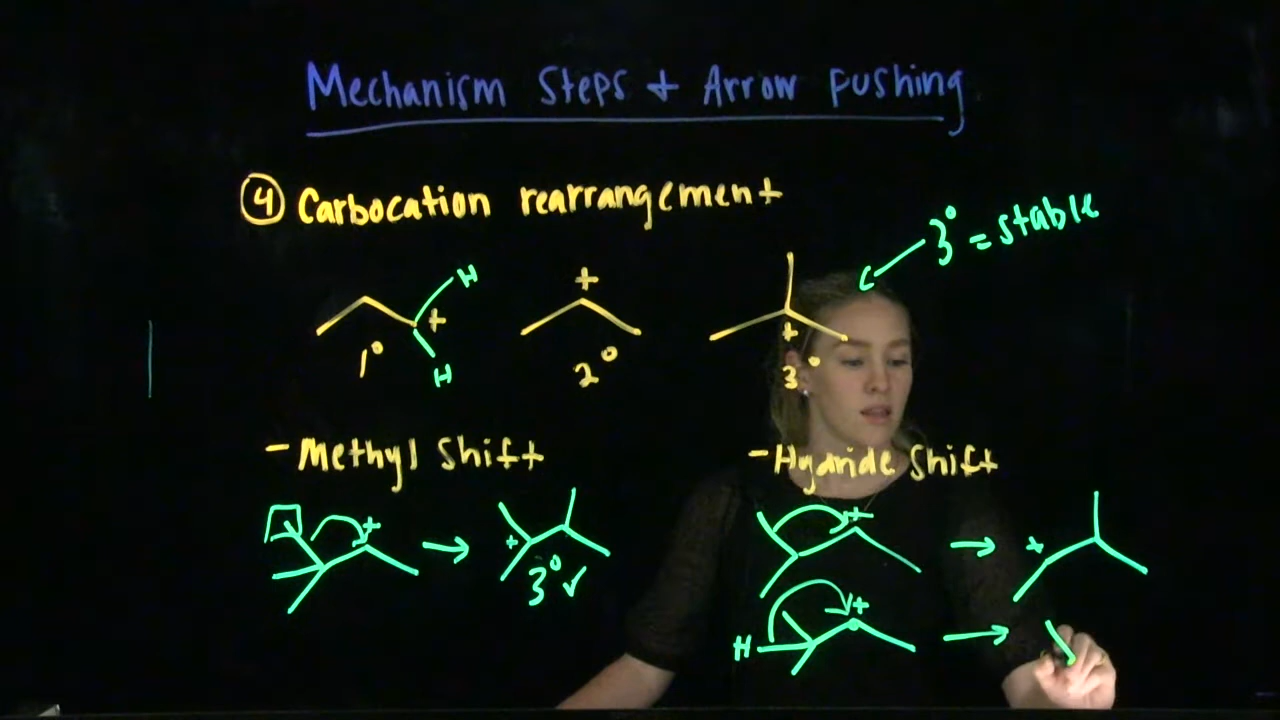 Mechanism Steps + Arrow Pushing
④ Carbocation rearrangement
3° = stable
C
H
+
+
+
H
1°
2°
3°
- Methyl Shift
- Hydride Shift
+
+
3° ✓
+
+
H
+